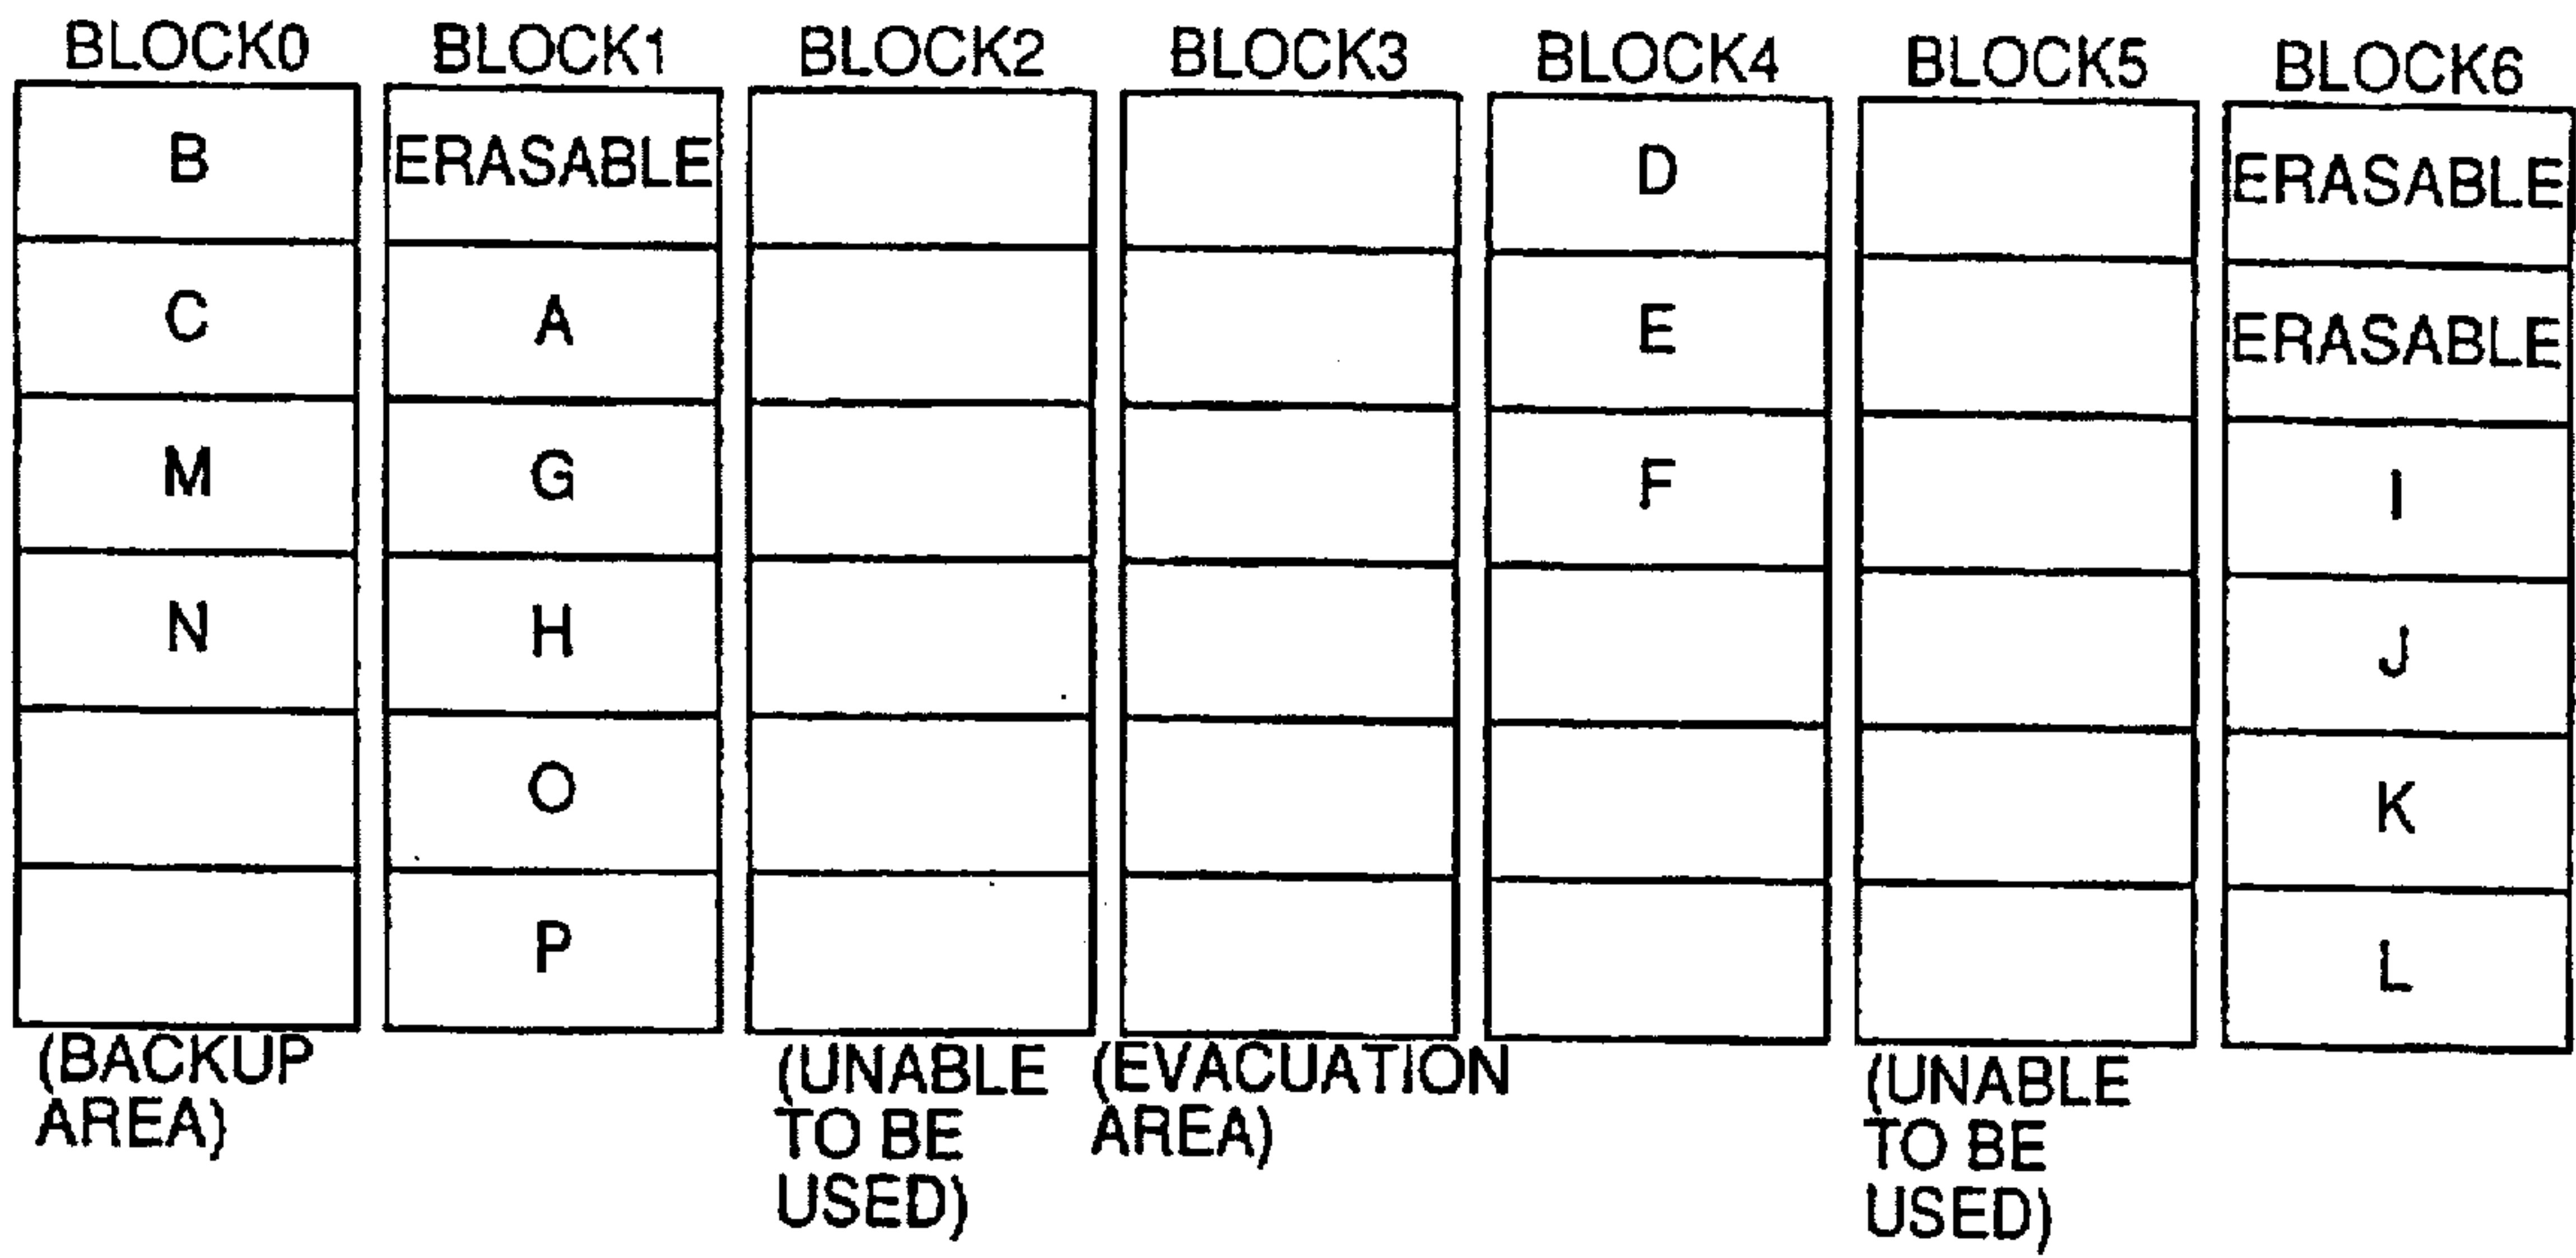 BLOCK0 BLOCK1 BLOCK2 BLOCK3 BLOCK4 BLOCK5 BLOCK6
B ERASABLE D ERASABLE
C A E ERASABLE
M G F I
N H J
O K
P L
(BACKUP AREA)
(UNABLE TO BE USED)
(EVACUATION AREA)
(UNABLE TO BE USED)